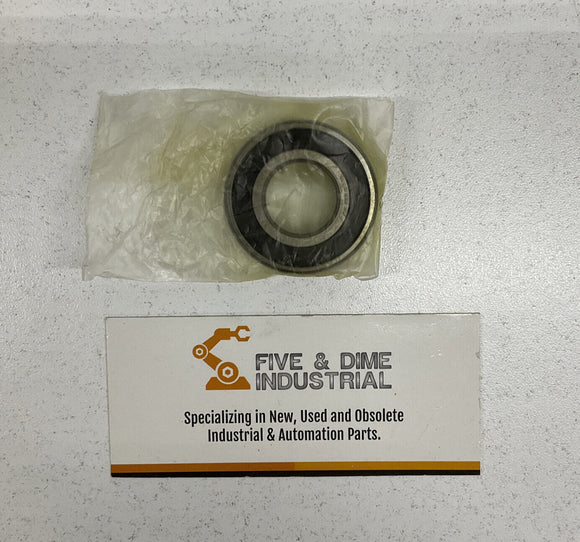 FIVE & DIME
INDUSTRIAL
Specializing in New, Used and Obsolete
Industrial & Automation Parts.